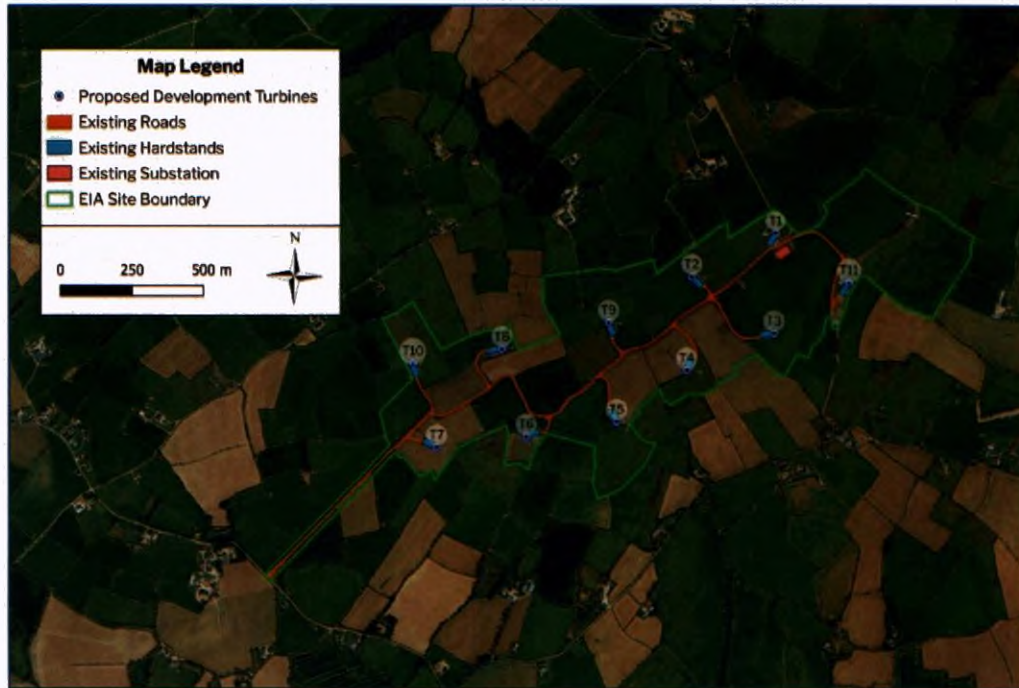 Map Legend
Proposed Development Turbines
Existing Roads
Existing Hardstands
Existing Substation
EIA Site Boundary
N
0 250 500 m
T1
T2
T11
T9
T3
T8
T10
T4
T5
T6
T7